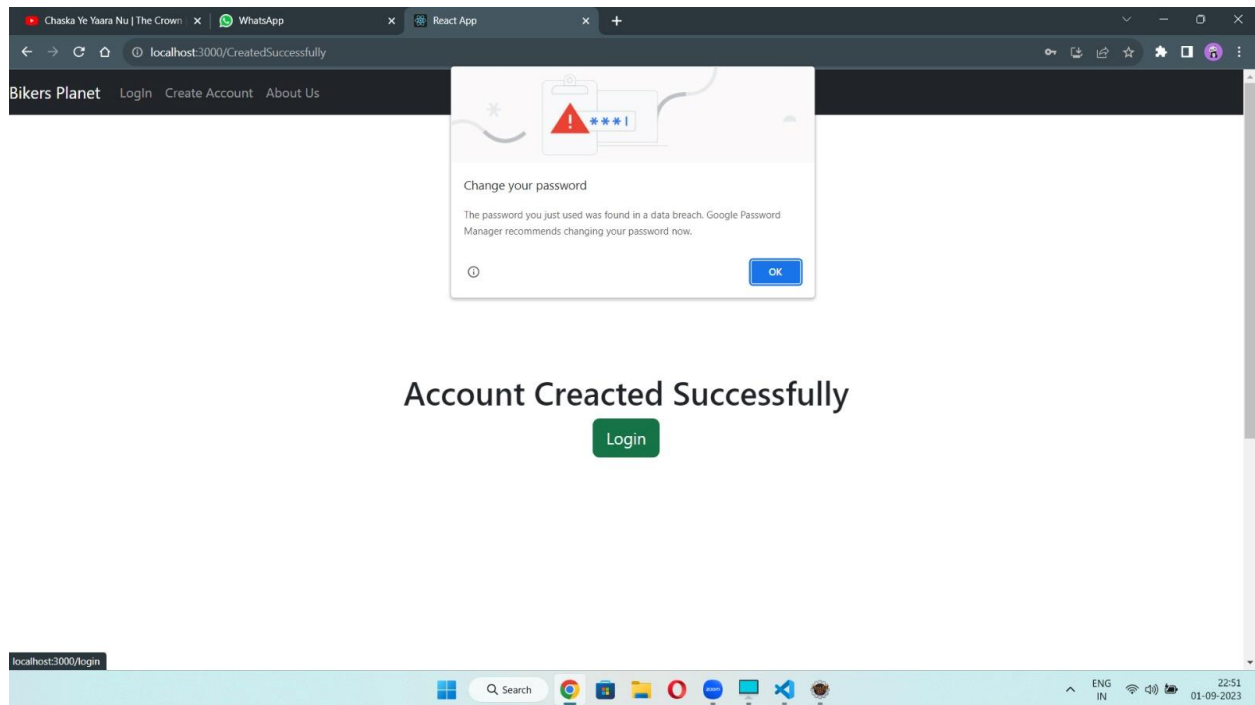 Chaska Ye Yaara Nu | The Crown
WhatsApp
React App
localhost:3000/CreatedSuccessfully
Bikers Planet LogIn Create Account About Us
***|
Change your password
The password you just used was found in a data breach. Google Password
Manager recommends changing your password now.
OK
Account Creacted Successfully
Login
localhost:3000/login
Search
zoom
ENG
IN
22:51
01-09-2023